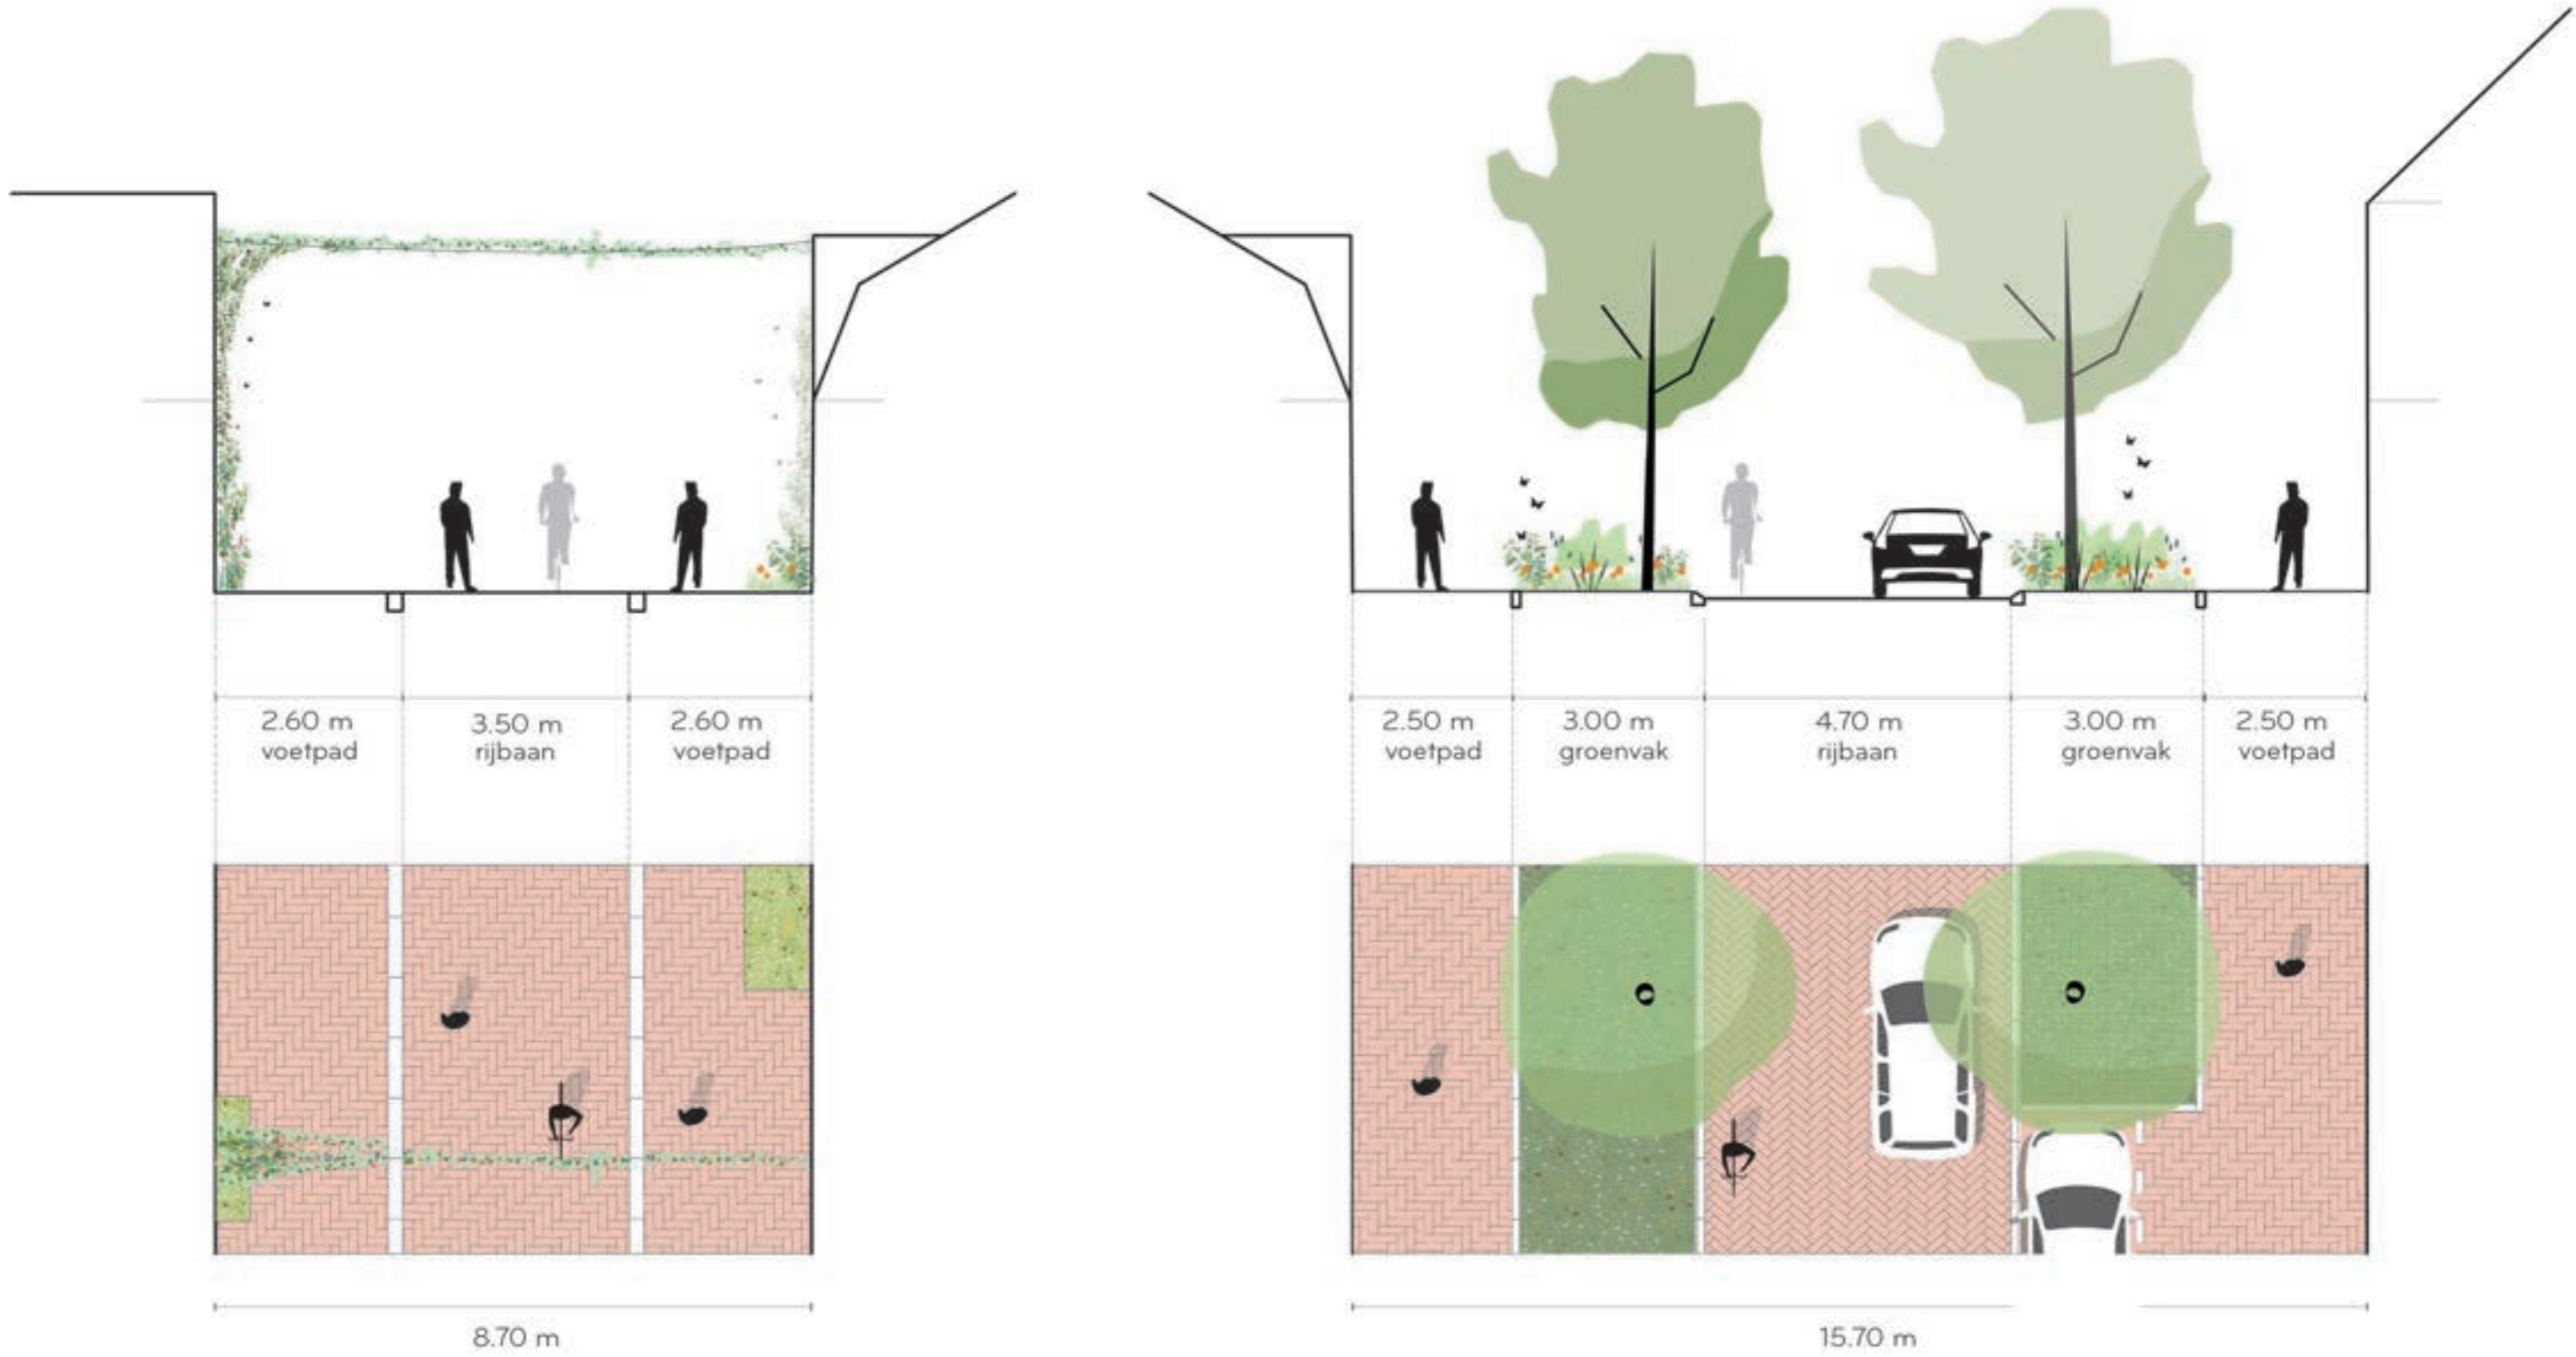 2.60 m
voetpad
3.50 m
rijbaan
2.60 m
voetpad
2.50 m
voetpad
3.00 m
groenvak
4.70 m
rijbaan
3.00 m
groenvak
2.50 m
voetpad
8.70 m
15.70 m